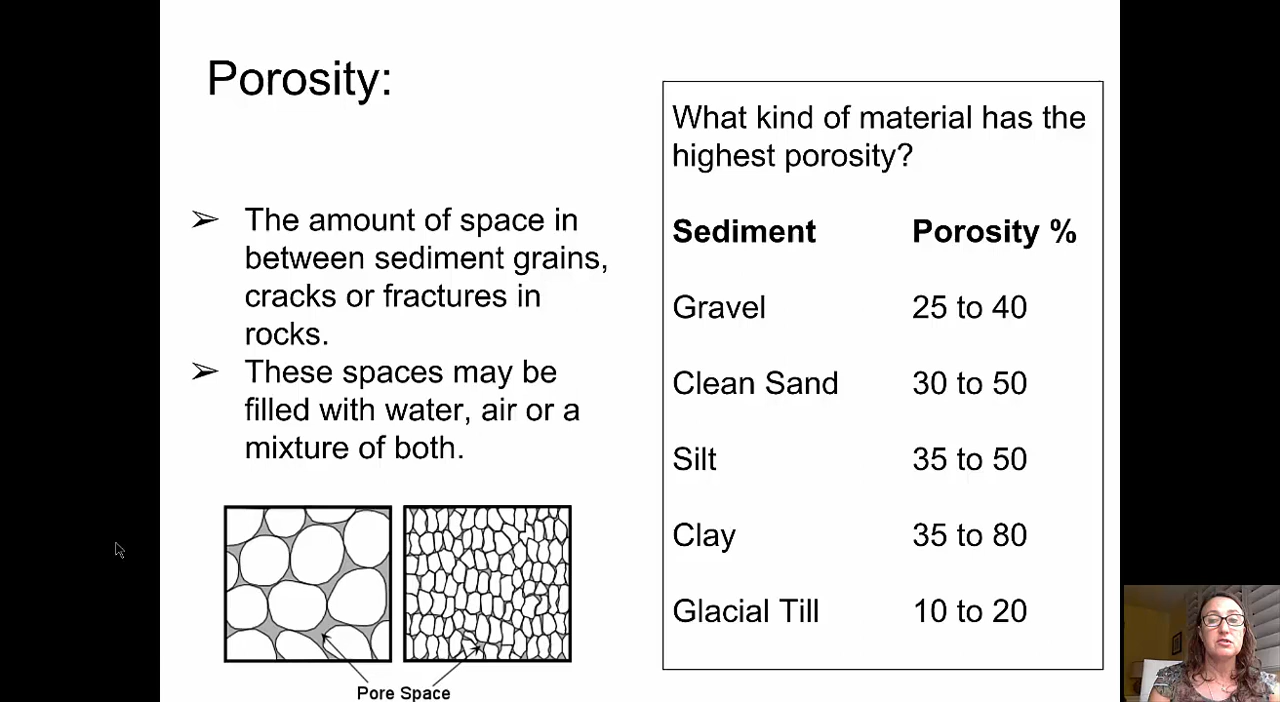 Porosity:
➢ The amount of space in
between sediment grains,
cracks or fractures in
rocks.
➢ These spaces may be
filled with water, air or a
mixture of both.
Pore Space
What kind of material has the
highest porosity?
Sediment Porosity %
Gravel 25 to 40
Clean Sand 30 to 50
Silt 35 to 50
Clay 35 to 80
Glacial Till 10 to 20